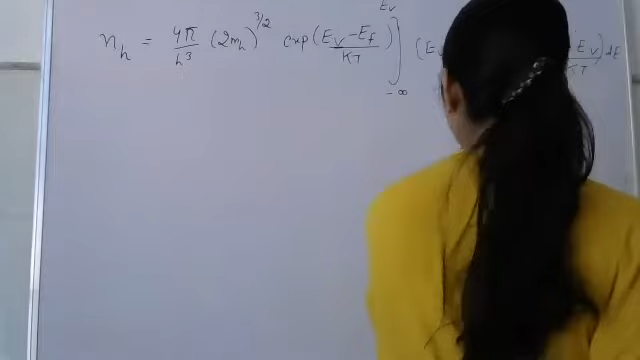 n_h = 4π/h³ (2m_h)^3/2 exp(E_v - E_f / KT) ∫_{-∞}^{E_v} (E_v E_v / KT) dE